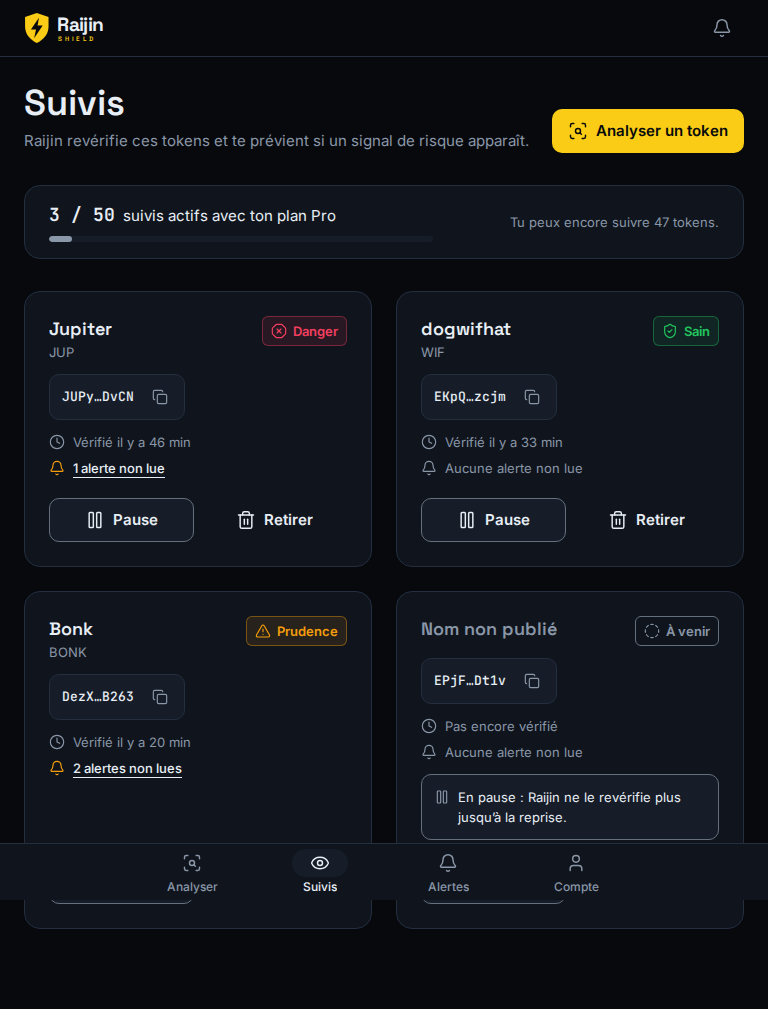 Raijin
SHIELD
Suivis
Raijin revérifie ces tokens et te prévient si un signal de risque apparaît.
Analyser un token
3 / 50 suivis actifs avec ton plan Pro
Tu peux encore suivre 47 tokens.
Jupiter
Danger
JUP
JUPy…DvCN
Vérifié il y a 46 min
1 alerte non lue
Pause
Retirer
dogwifhat
Sain
WIF
EKpQ…zcjm
Vérifié il y a 33 min
Aucune alerte non lue
Pause
Retirer
Bonk
Prudence
BONK
DezX…B263
Vérifié il y a 20 min
2 alertes non lues
Nom non publié
À venir
EPjF…Dt1v
Pas encore vérifié
Aucune alerte non lue
En pause : Raijin ne le revérifie plus
jusqu’à la reprise.
Analyser
Suivis
Alertes
Compte